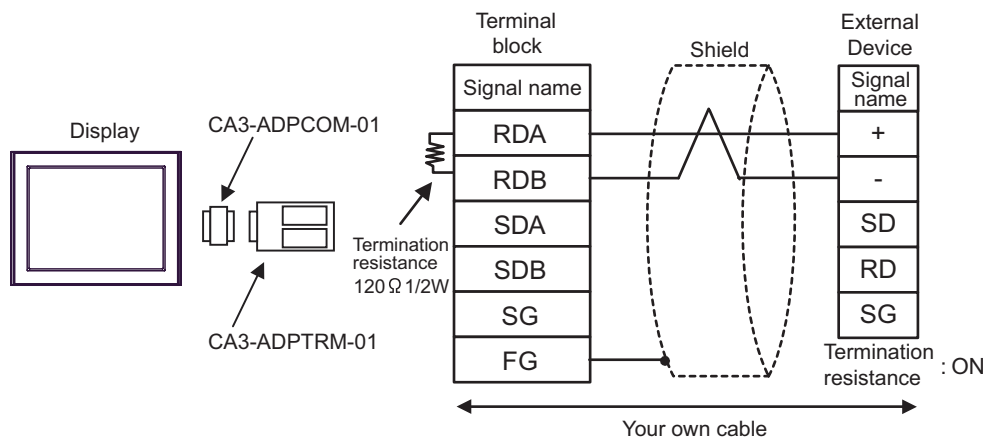 Display
CA3-ADPCOM-01
CA3-ADPTRM-01
Termination
resistance
120Ω 1/2W
Terminal
block
Signal name
RDA
RDB
SDA
SDB
SG
FG
Shield
External
Device
Signal
name
+
-
SD
RD
SG
Termination
resistance : ON
Your own cable